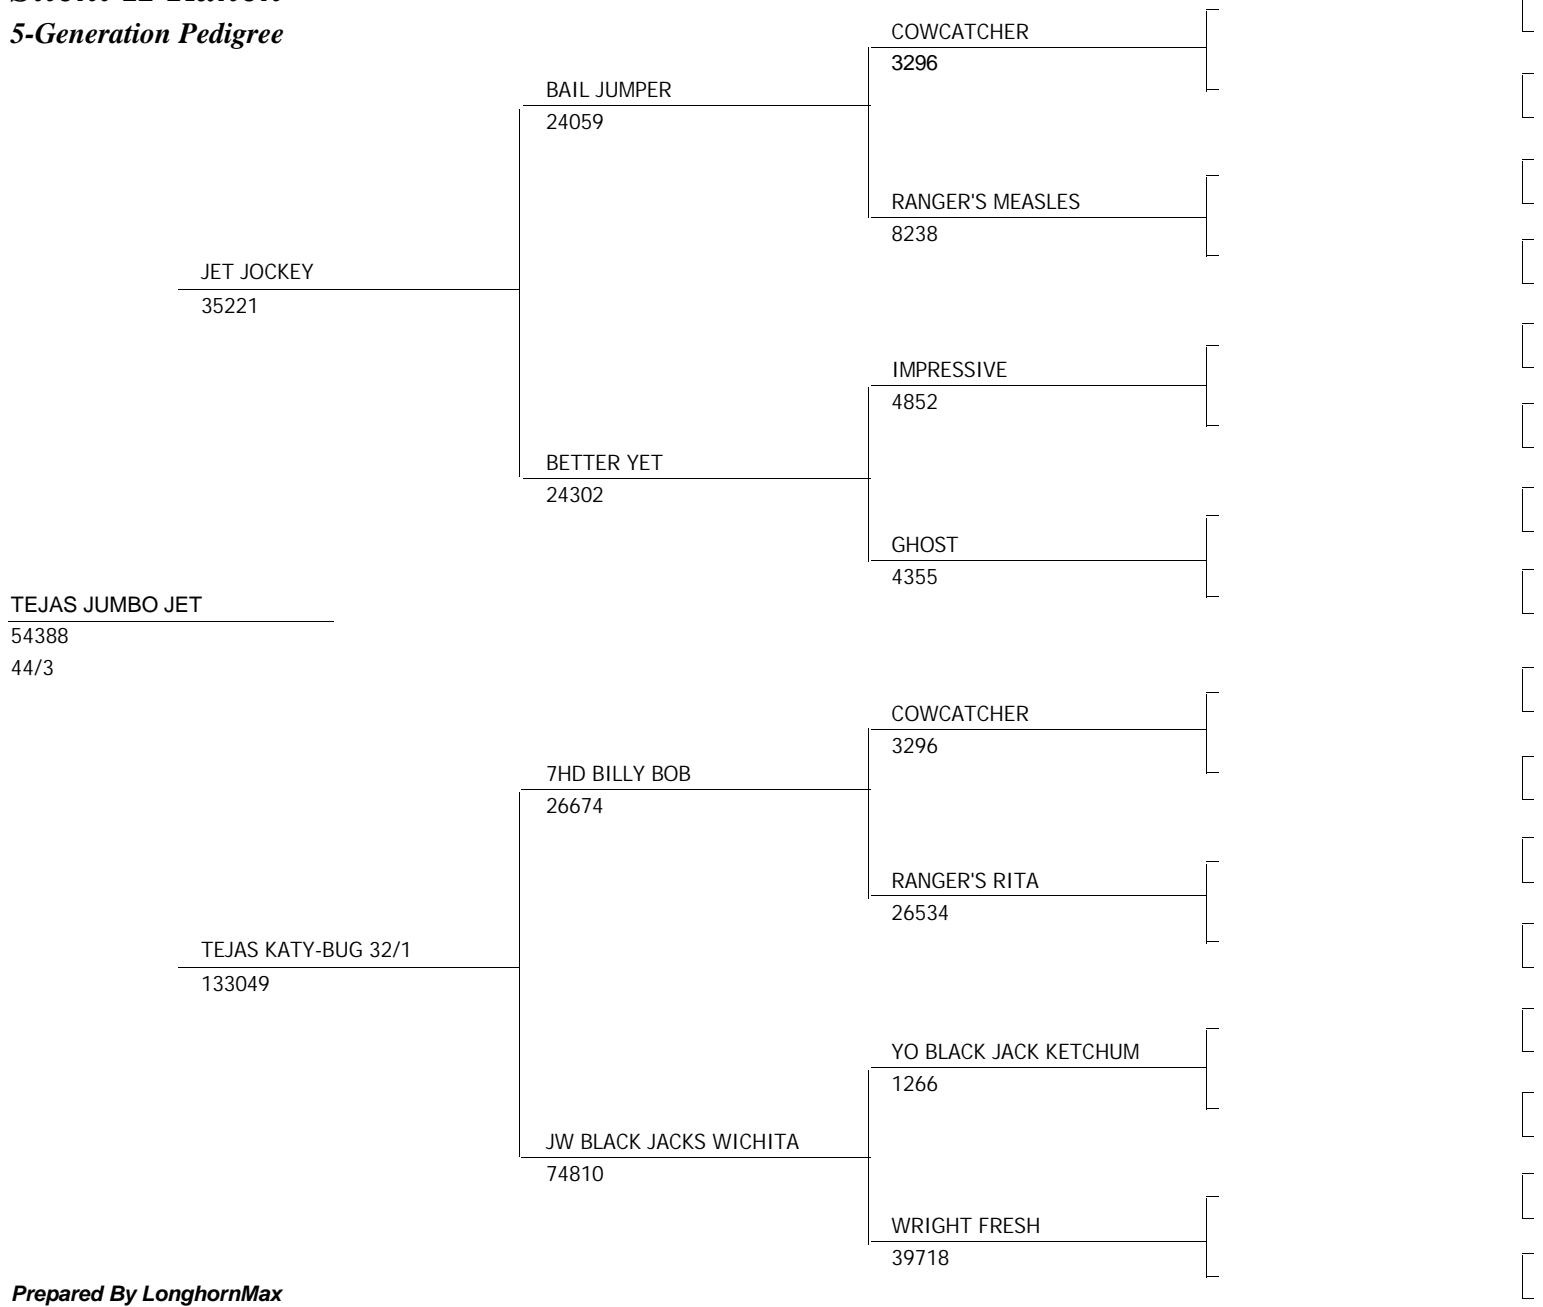 5-Generation Pedigree
COWCATCHER
3296
BAIL JUMPER
24059
RANGER'S MEASLES
8238
JET JOCKEY
35221
IMPRESSIVE
4852
BETTER YET
24302
GHOST
4355
TEJAS JUMBO JET
54388
44/3
COWCATCHER
3296
7HD BILLY BOB
26674
RANGER'S RITA
26534
TEJAS KATY-BUG 32/1
133049
YO BLACK JACK KETCHUM
1266
JW BLACK JACKS WICHITA
74810
WRIGHT FRESH
39718
Prepared By LonghornMax